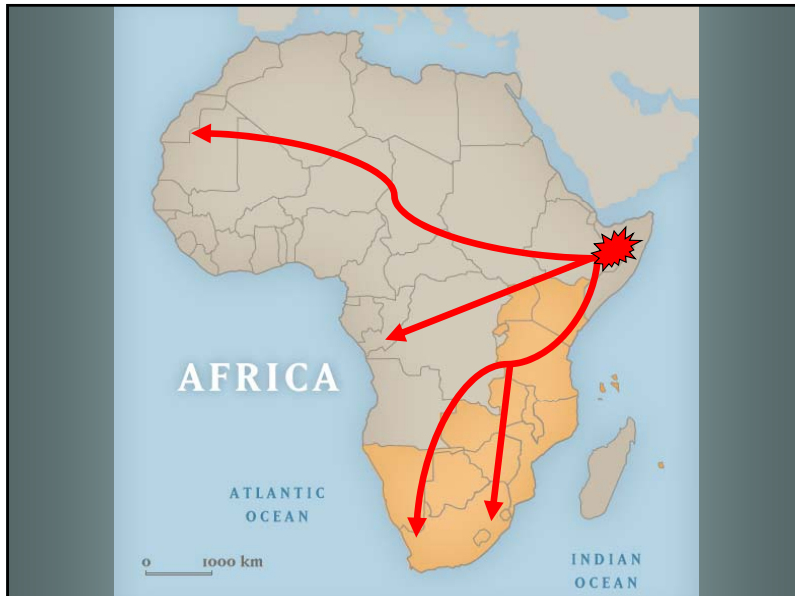 AFRICA
ATLANTIC
OCEAN
0 1000 km
INDIAN
OCEAN